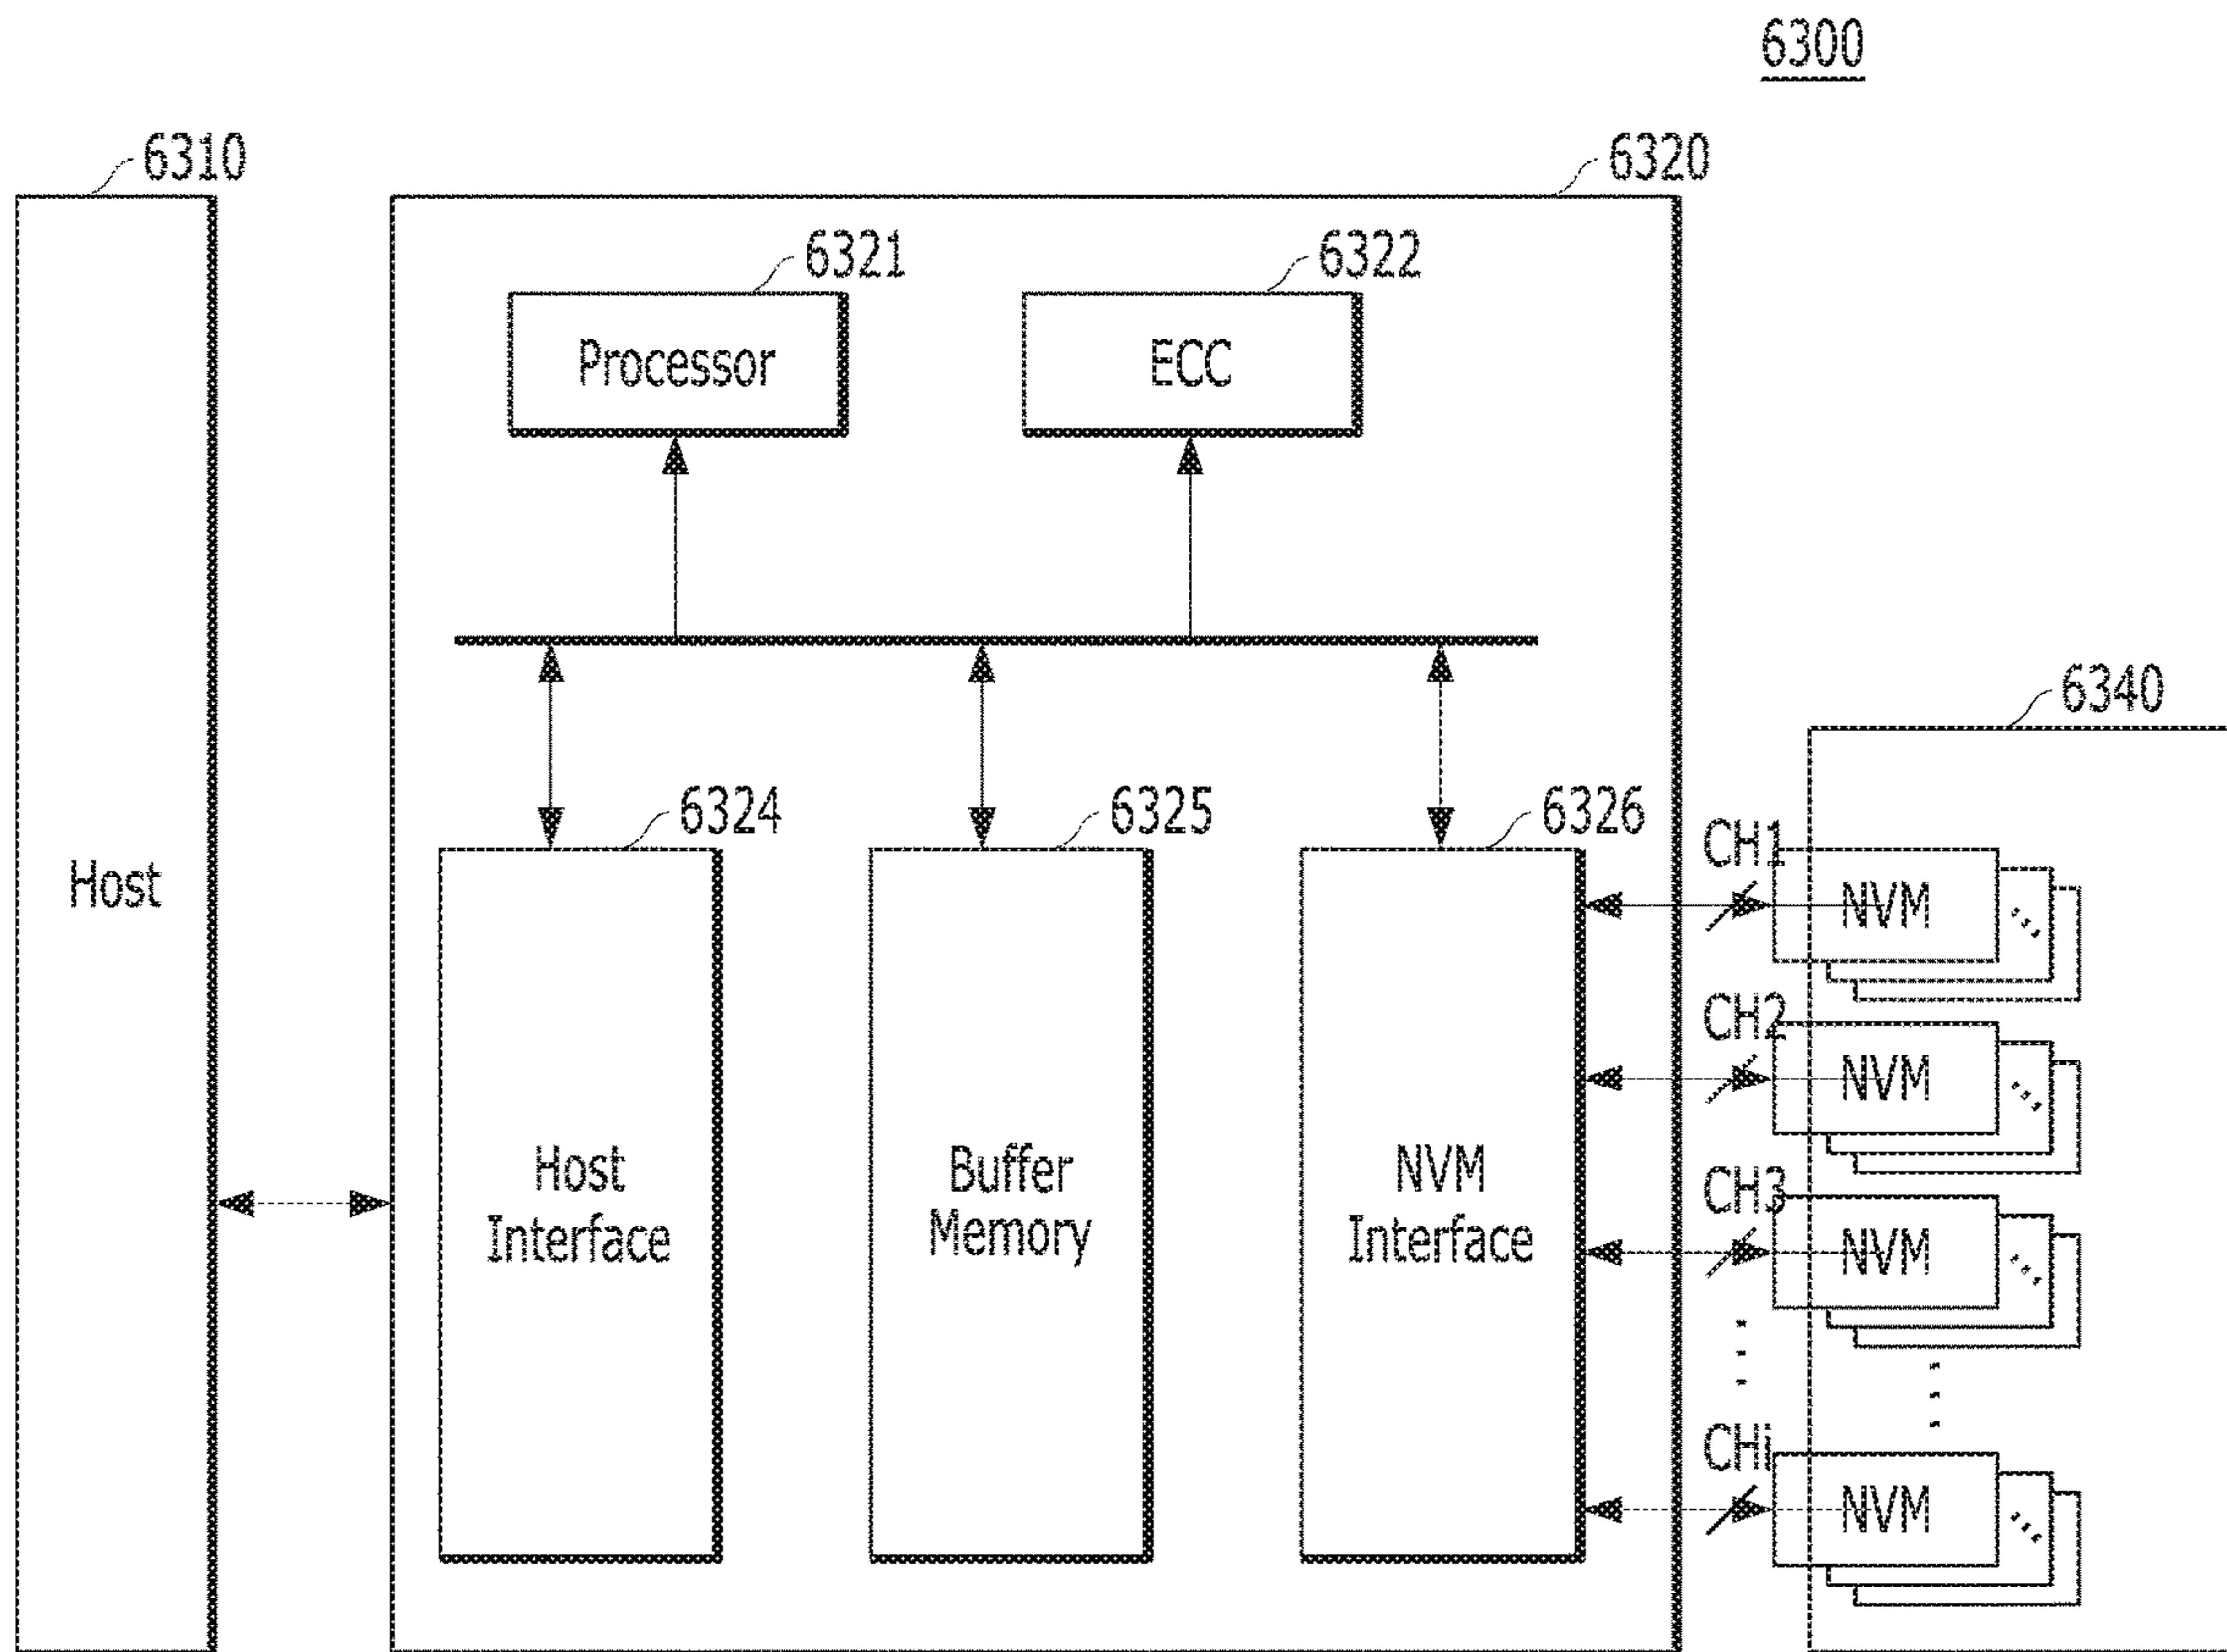 6300
6310
6320
6321
6322
Processor
ECC
6340
6324
6325
6326
CH1
Host
NVM
...
CH2
NVM
...
Host
Interface
Buffer
Memory
NVM
Interface
CH3
NVM
...
CHi
NVM
...